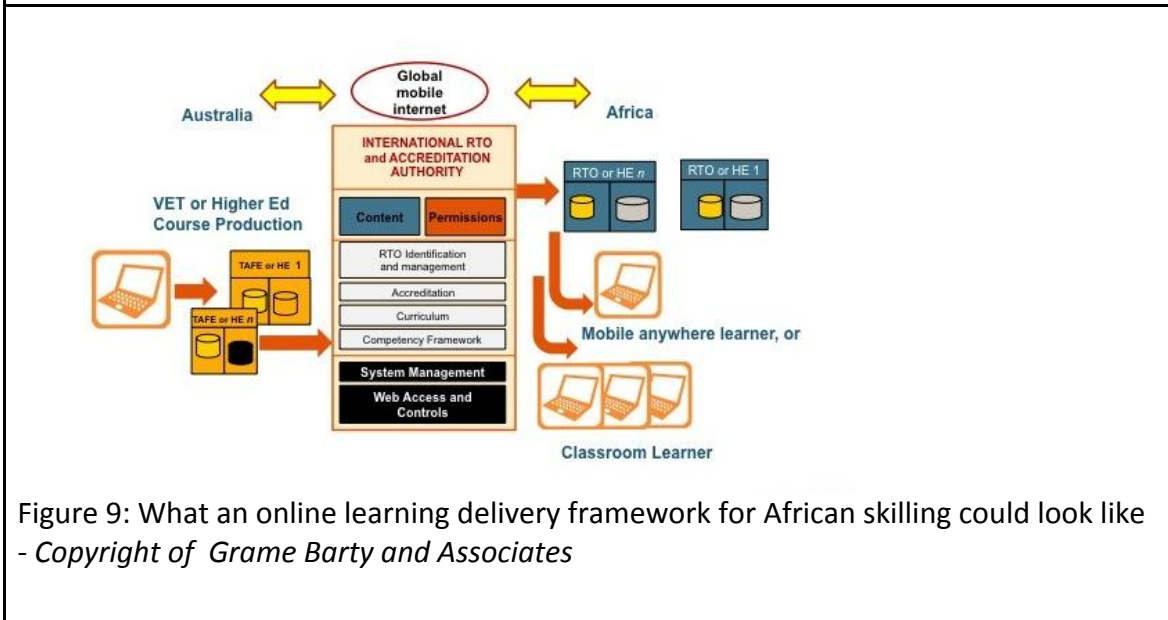 Global
mobile
internet
Australia
Africa
INTERNATIONAL RTO
and ACCREDITATION
AUTHORITY
VET or Higher Ed
Course Production
Content
Permissions
RTO Identification
and management
Accreditation
Curriculum
Competency Framework
System Management
Web Access and
Controls
TAFE or HE 1
TAFE or HE n
RTO or HE n
RTO or HE 1
Mobile anywhere learner, or
Classroom Learner
Figure 9: What an online learning delivery framework for African skilling could look like
- Copyright of Grame Barty and Associates